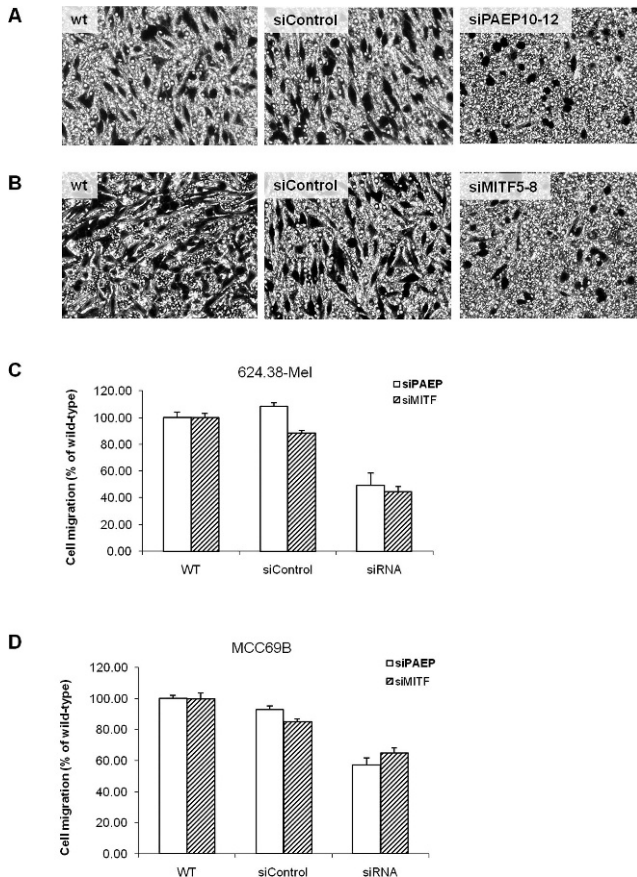 A
wt
siControl
siPAEP10-12
B
wt
siControl
siMITF5-8
C
624.38-Mel
siPAEP
siMITF
Cell migration (% of wild-type)
120.00
100.00
80.00
60.00
40.00
20.00
0.00
WT
siControl
siRNA
D
MCC69B
siPAEP
siMITF
Cell migration (% of wild-type)
120.00
100.00
80.00
60.00
40.00
20.00
0.00
WT
siControl
siRNA